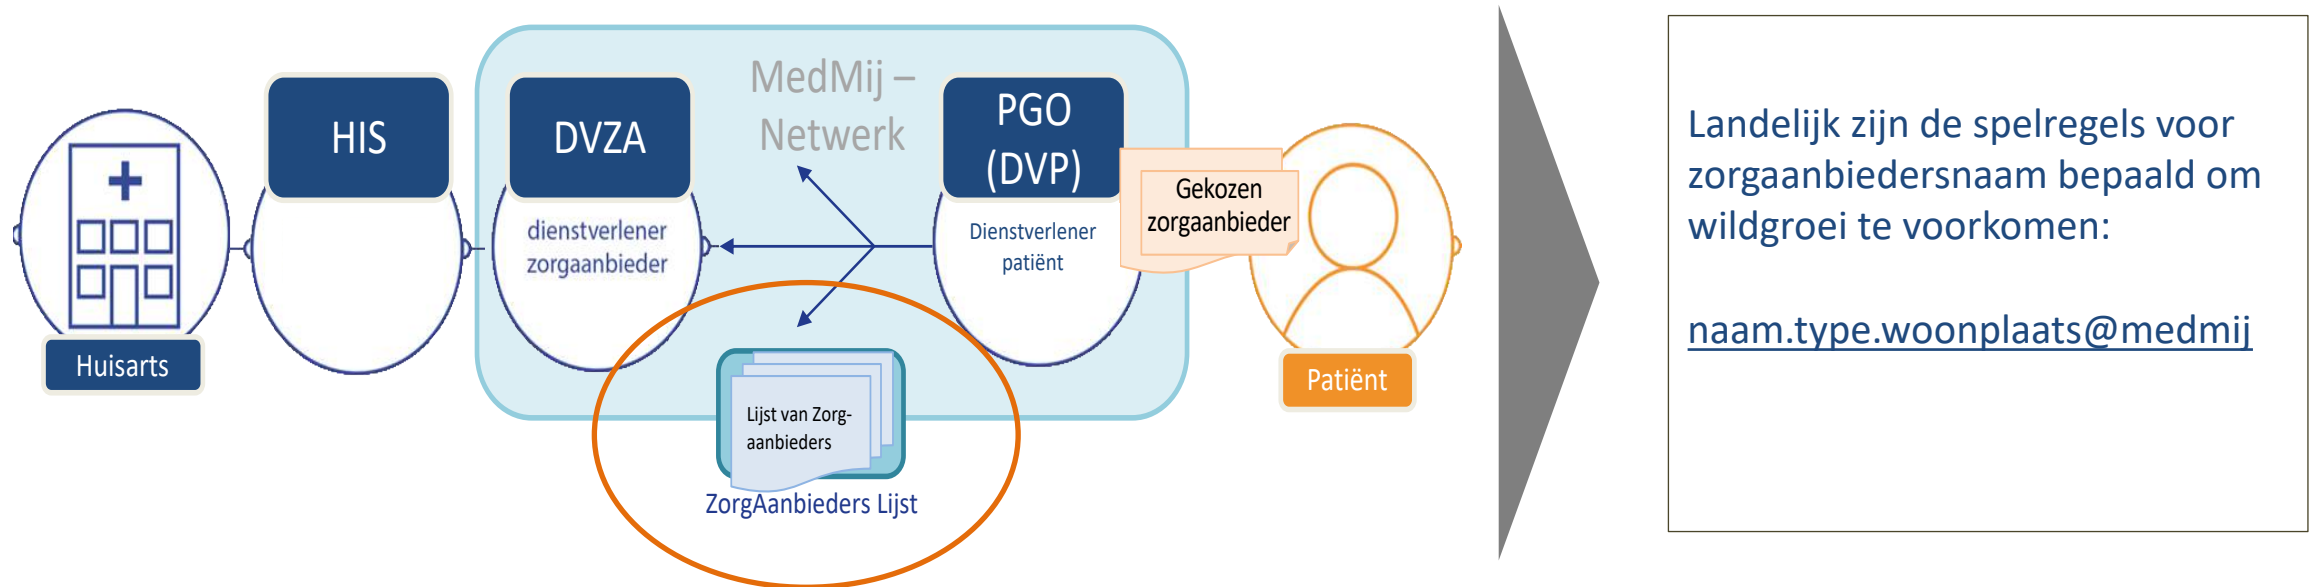 HIS
DVZA
MedMij –
Netwerk
PGO
(DVP)
Gekozen
zorgaanbieder
dienstverlener
zorgaanbieder
Dienstverlener
patiënt
Huisarts
Patiënt
Lijst van Zorg-
aanbieders
ZorgAanbieders Lijst
Landelijk zijn de spelregels voor
zorgaanbiedersnaam bepaald om
wildgroei te voorkomen:
naam.type.woonplaats@medmij